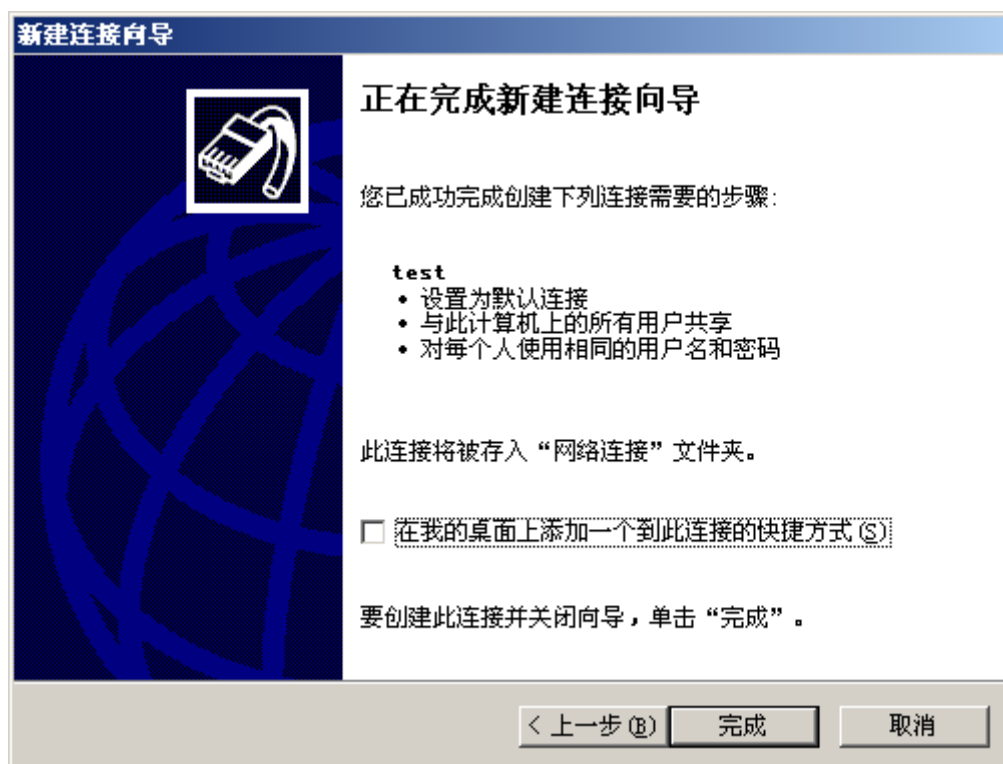 新建连接向导
正在完成新建连接向导
您已成功完成创建下列连接需要的步骤:
test
• 设置为默认连接
• 与此计算机上的所有用户共享
• 对每个人使用相同的用户名和密码
此连接将被存入“网络连接”文件夹。
在我的桌面上添加一个到此连接的快捷方式(S)
要创建此连接并关闭向导，单击“完成”。
< 上一步(B) 完成 取消